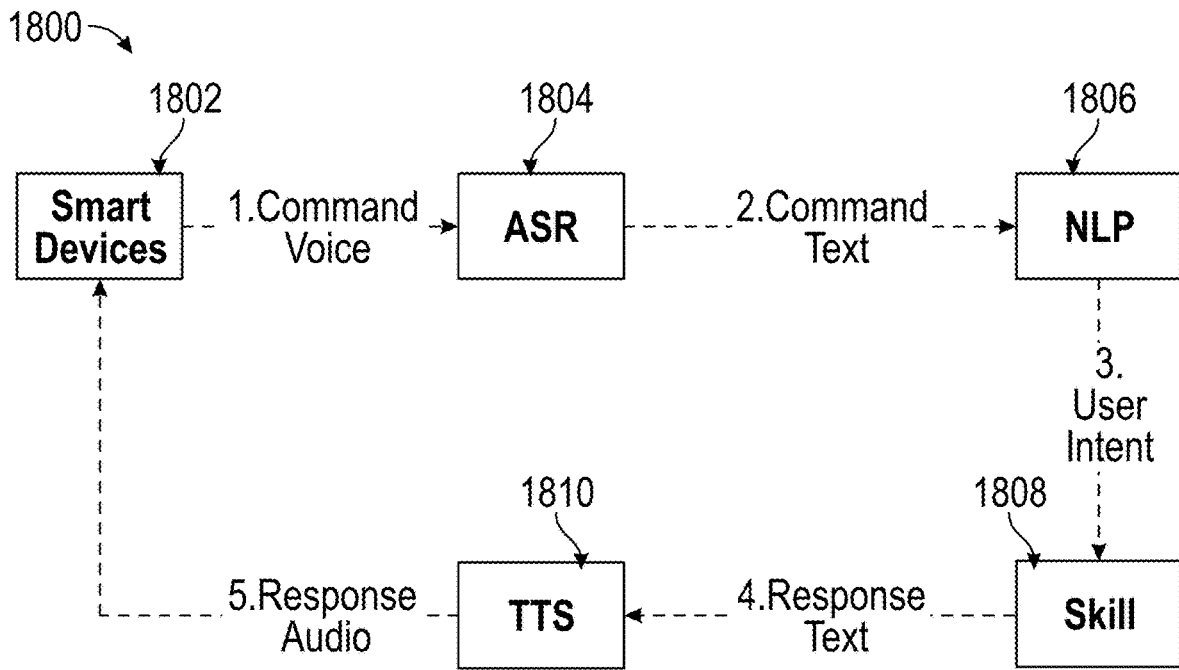 1800
1802
1804
1806
Smart
Devices
1.Command
Voice
ASR
2.Command
Text
NLP
3.
User
Intent
1810
1808
5.Response
Audio
TTS
4.Response
Text
Skill